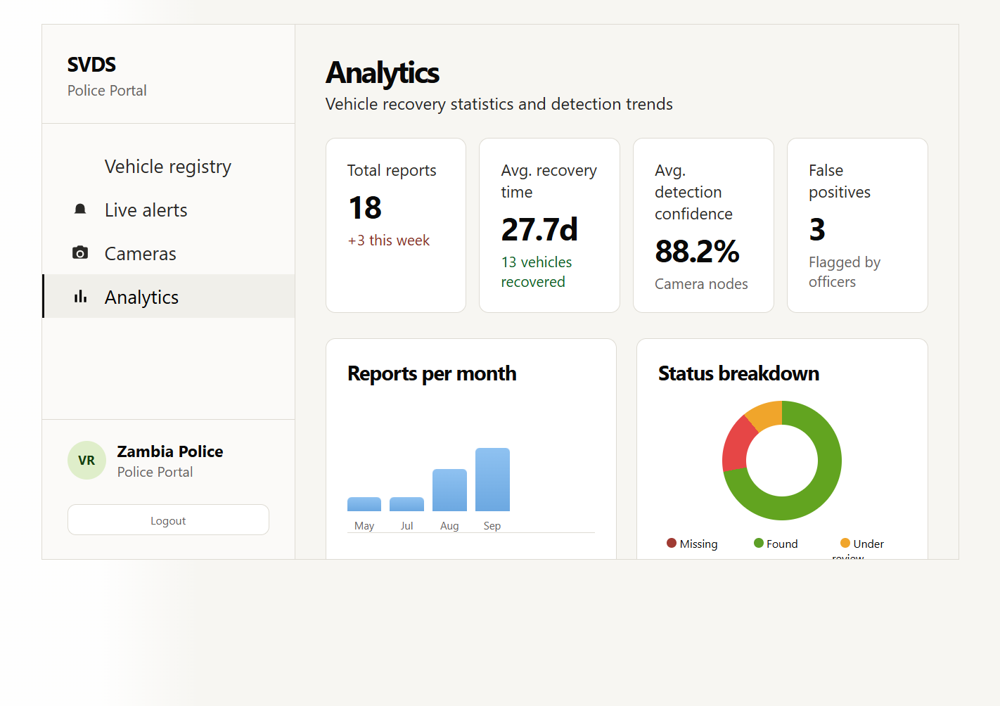 SVDS
Police Portal
Vehicle registry
Live alerts
Cameras
Analytics
VR
Zambia Police
Police Portal
Logout
Analytics
Vehicle recovery statistics and detection trends
Total reports
18
+3 this week
Avg. recovery
time
27.7d
13 vehicles
recovered
Avg.
detection
confidence
88.2%
Camera nodes
False
positives
3
Flagged by
officers
Reports per month
May Jul Aug Sep
Status breakdown
Missing Found Under
review